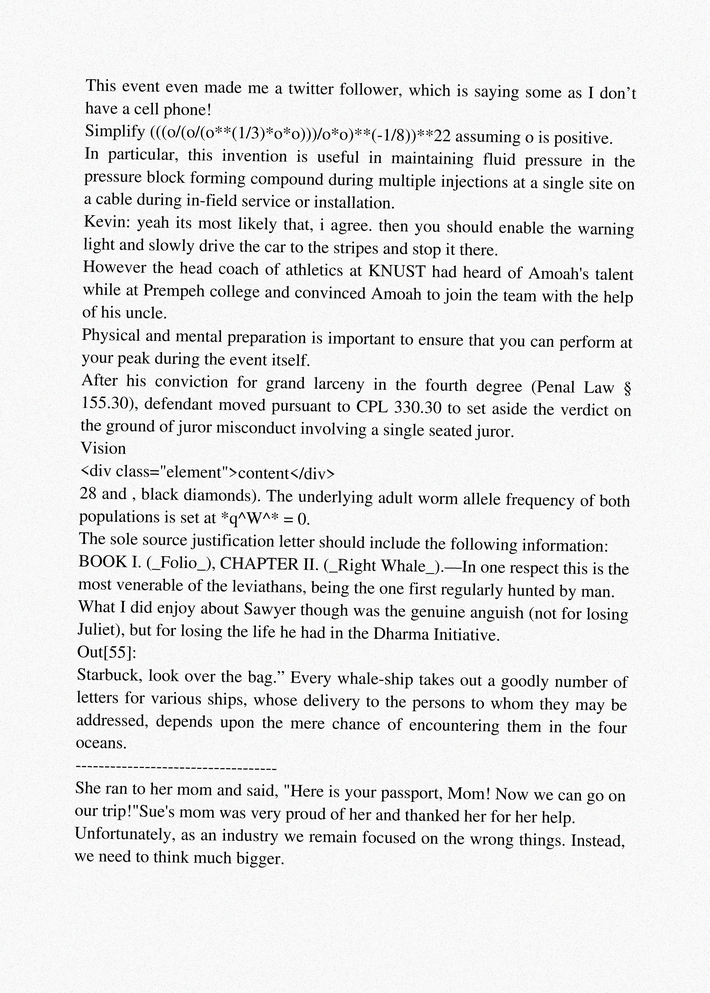 This event even made me a twitter follower, which is saying some as I don't
have a cell phone!
Simplify (((o/(o/(o**(1/3)*o*o)))/o*o)**(-1/8))**22 assuming o is positive.
In particular, this invention is useful in maintaining fluid pressure in the
pressure block forming compound during multiple injections at a single site on
a cable during in-field service or installation.
Kevin: yeah its most likely that, i agree. then you should enable the warning
light and slowly drive the car to the stripes and stop it there.
However the head coach of athletics at KNUST had heard of Amoah's talent
while at Prempeh college and convinced Amoah to join the team with the help
of his uncle.
Physical and mental preparation is important to ensure that you can perform at
your peak during the event itself.
After his conviction for grand larceny in the fourth degree (Penal Law §
155.30), defendant moved pursuant to CPL 330.30 to set aside the verdict on
the ground of juror misconduct involving a single seated juror.
Vision
<div class="element">content</div>
28 and , black diamonds). The underlying adult worm allele frequency of both
populations is set at *q^W^* = 0.
The sole source justification letter should include the following information:
BOOK I. (_Folio_), CHAPTER II. (_Right Whale_).—In one respect this is the
most venerable of the leviathans, being the one first regularly hunted by man.
What I did enjoy about Sawyer though was the genuine anguish (not for losing
Juliet), but for losing the life he had in the Dharma Initiative.
Out[55]:
Starbuck, look over the bag.” Every whale-ship takes out a goodly number of
letters for various ships, whose delivery to the persons to whom they may be
addressed, depends upon the mere chance of encountering them in the four
oceans.
-----------------------------------
She ran to her mom and said, "Here is your passport, Mom! Now we can go on
our trip!"Sue's mom was very proud of her and thanked her for her help.
Unfortunately, as an industry we remain focused on the wrong things. Instead,
we need to think much bigger.